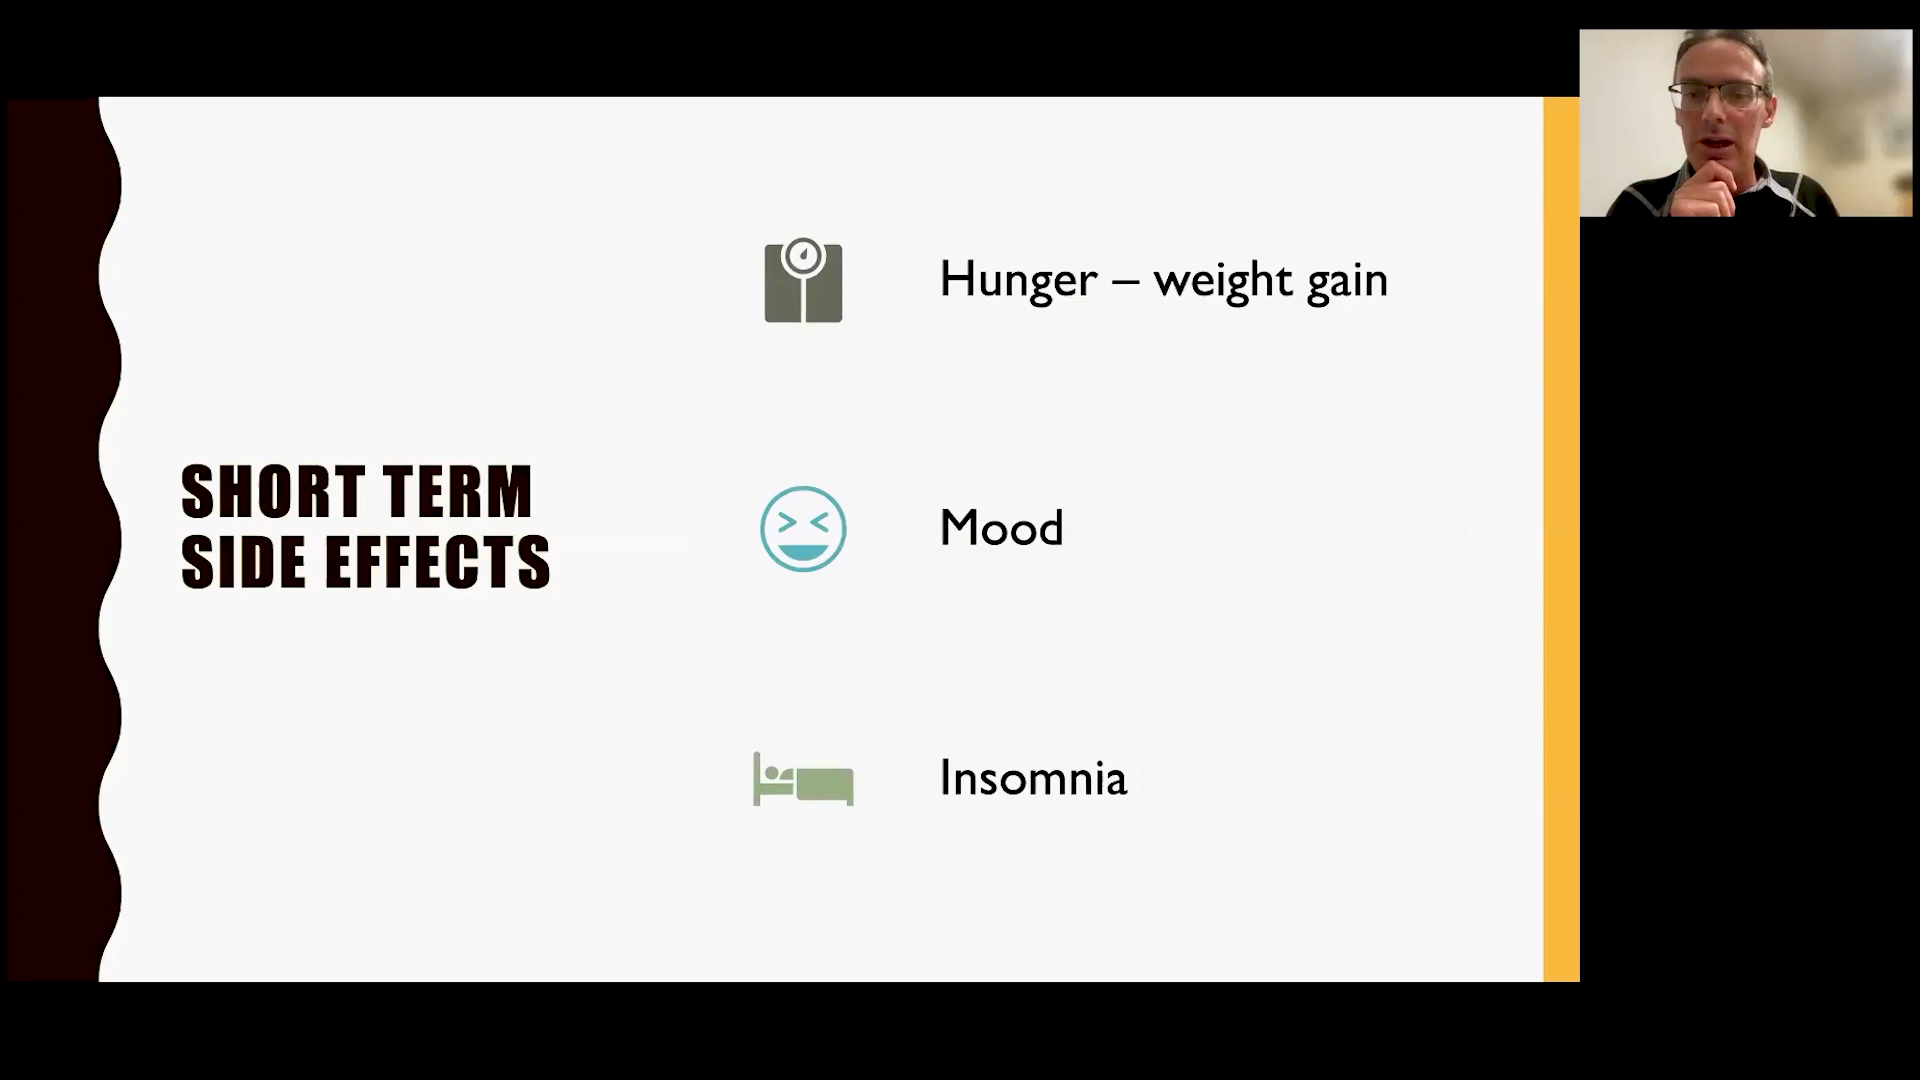 SHORT TERM
SIDE EFFECTS
Hunger – weight gain
Mood
Insomnia